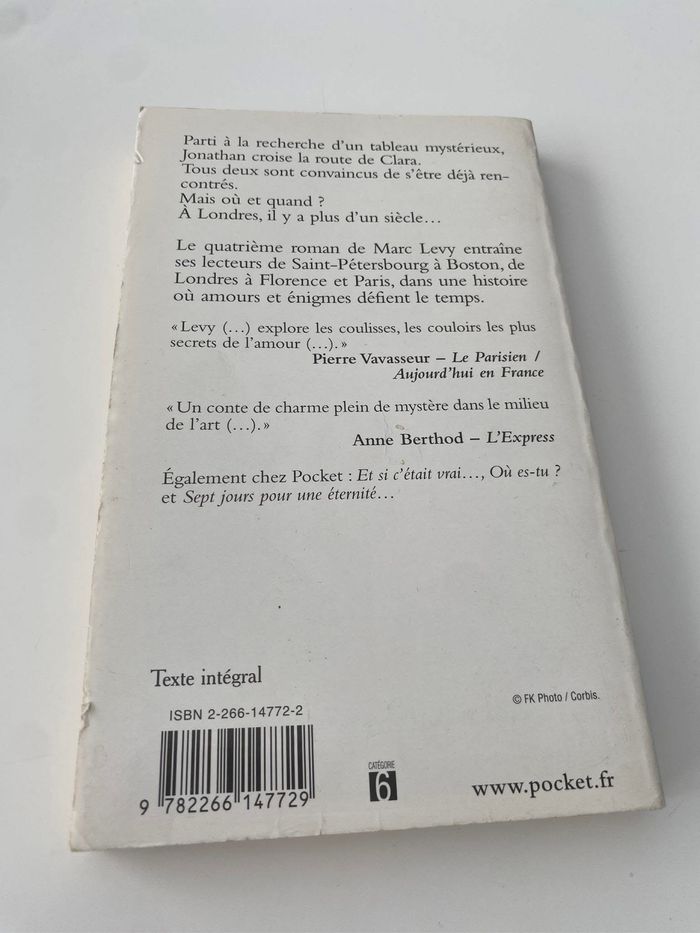 Parti à la recherche d'un tableau mystérieux,
Jonathan croise la route de Clara.
Tous deux sont convaincus de s'être déjà ren-
contrés.
Mais où et quand ?
À Londres, il y a plus d'un siècle…
Le quatrième roman de Marc Levy entraîne
ses lecteurs de Saint-Pétersbourg à Boston, de
Londres à Florence et Paris, dans une histoire
où amours et énigmes défient le temps.
« Levy (…) explore les coulisses, les couloirs les plus
secrets de l'amour (…). »
Pierre Vavasseur – Le Parisien /
Aujourd'hui en France
« Un conte de charme plein de mystère dans le milieu
de l'art (…). »
Anne Berthod – L'Express
Également chez Pocket : Et si c'était vrai…, Où es-tu ?
et Sept jours pour une éternité…
Texte intégral
© FK Photo / Corbis.
ISBN 2-266-14772-2
9 782266 147729
CATÉGORIE
6
www.pocket.fr